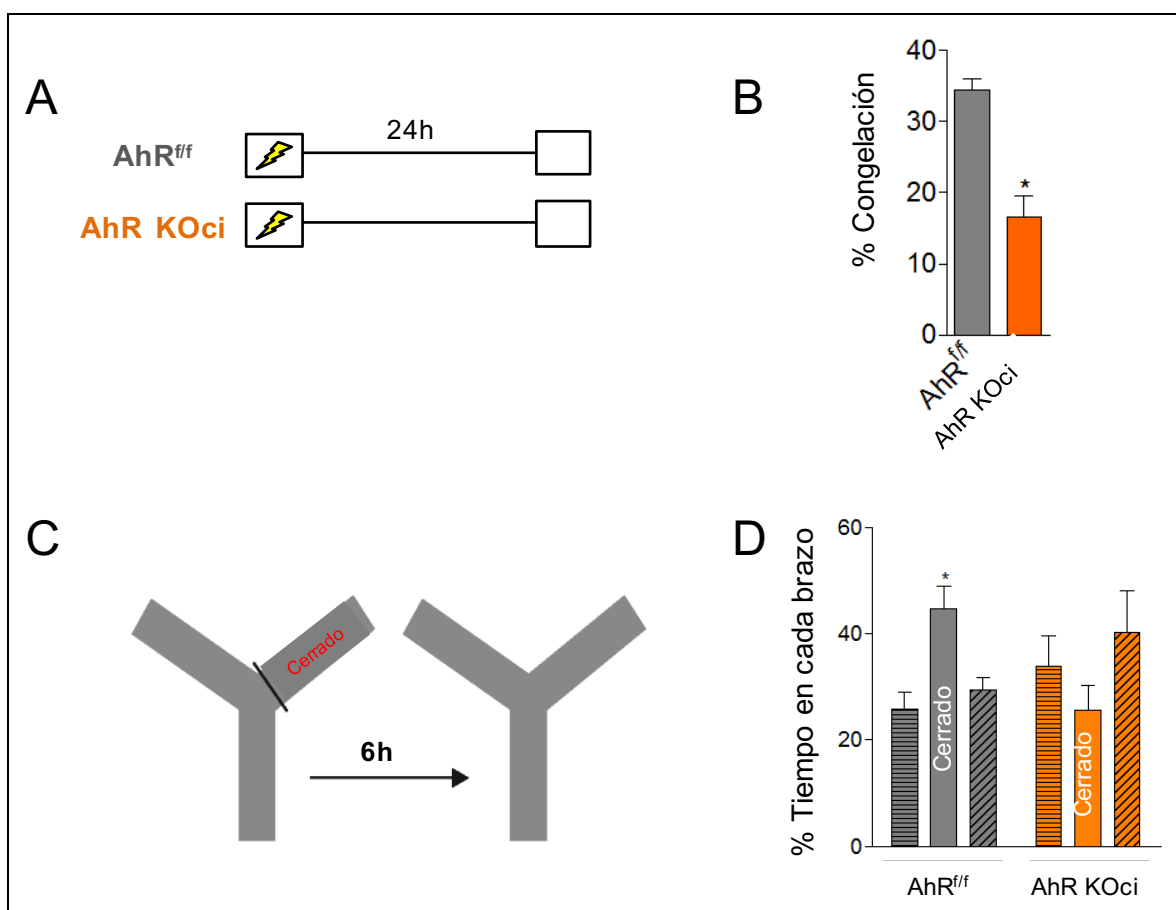 A
AhRf/f
24h
AhR KOci
B
% Congelación
40
30
20
10
0
*
AhRf/f
AhR KOci
C
Cerrado
6h
D
% Tiempo en cada brazo
60
40
20
0
*
Cerrado
Cerrado
AhRf/f
AhR KOci